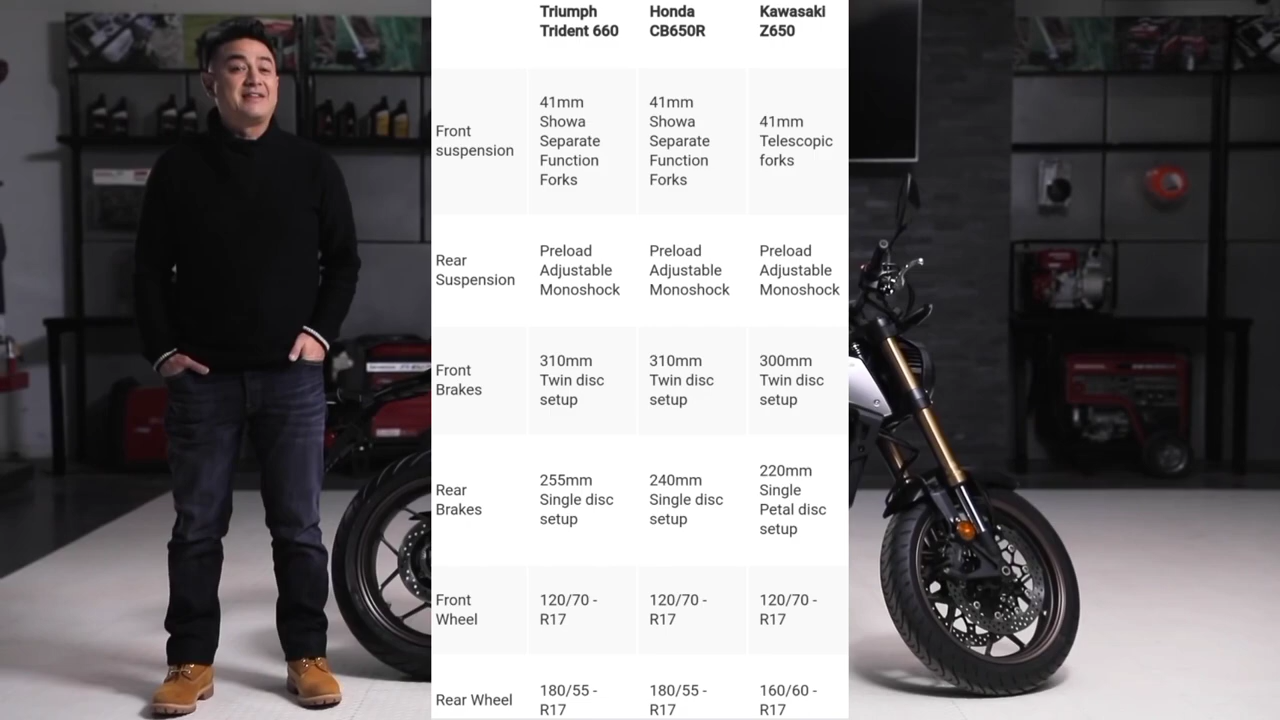 Triumph
Trident 660
Honda
CB650R
Kawasaki
Z650
Front
suspension
41mm
Showa
Separate
Function
Forks
41mm
Showa
Separate
Function
Forks
41mm
Telescopic
forks
Rear
Suspension
Preload
Adjustable
Monoshock
Preload
Adjustable
Monoshock
Preload
Adjustable
Monoshock
Front
Brakes
310mm
Twin disc
setup
310mm
Twin disc
setup
300mm
Twin disc
setup
Rear
Brakes
255mm
Single disc
setup
240mm
Single disc
setup
220mm
Single
Petal disc
setup
Front
Wheel
120/70 -
R17
120/70 -
R17
120/70 -
R17
Rear Wheel
180/55 -
R17
180/55 -
R17
160/60 -
R17